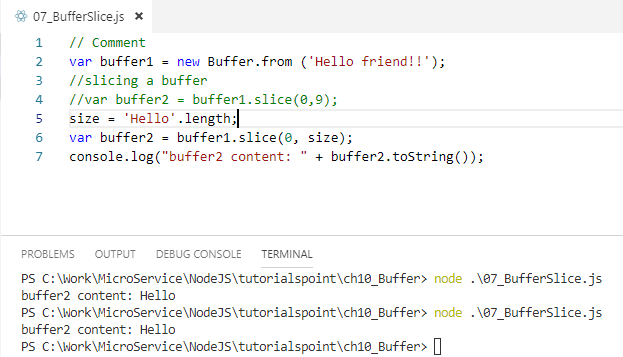 07_BufferSlice.js
1 // Comment
2 var buffer1 = new Buffer.from ('Hello friend!!');
3 //slicing a buffer
4 //var buffer2 = buffer1.slice(0,9);
5 size = 'Hello'.length;
6 var buffer2 = buffer1.slice(0, size);
7 console.log("buffer2 content: " + buffer2.toString());
PROBLEMS OUTPUT DEBUG CONSOLE TERMINAL
PS C:\Work\MicroService\NodeJS\tutorialspoint\ch10_Buffer> node .\07_BufferSlice.js
buffer2 content: Hello
PS C:\Work\MicroService\NodeJS\tutorialspoint\ch10_Buffer> node .\07_BufferSlice.js
buffer2 content: Hello
PS C:\Work\MicroService\NodeJS\tutorialspoint\ch10_Buffer>